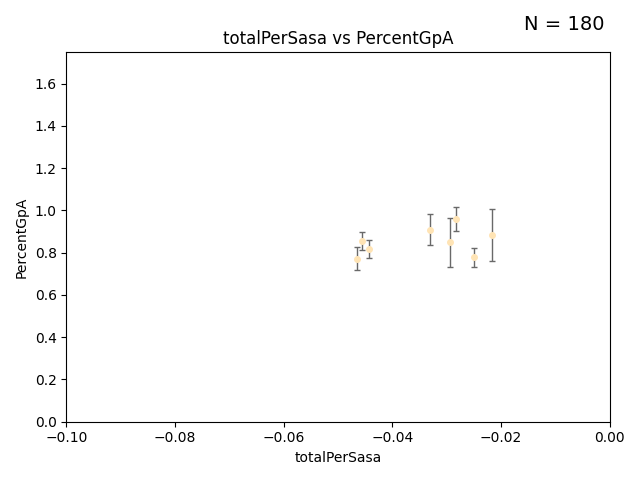 N = 180
totalPerSasa vs PercentGpA
PercentGpA
1.6
1.4
1.2
1.0
0.8
0.6
0.4
0.2
0.0
−0.10 −0.08 −0.06 −0.04 −0.02 0.00
totalPerSasa